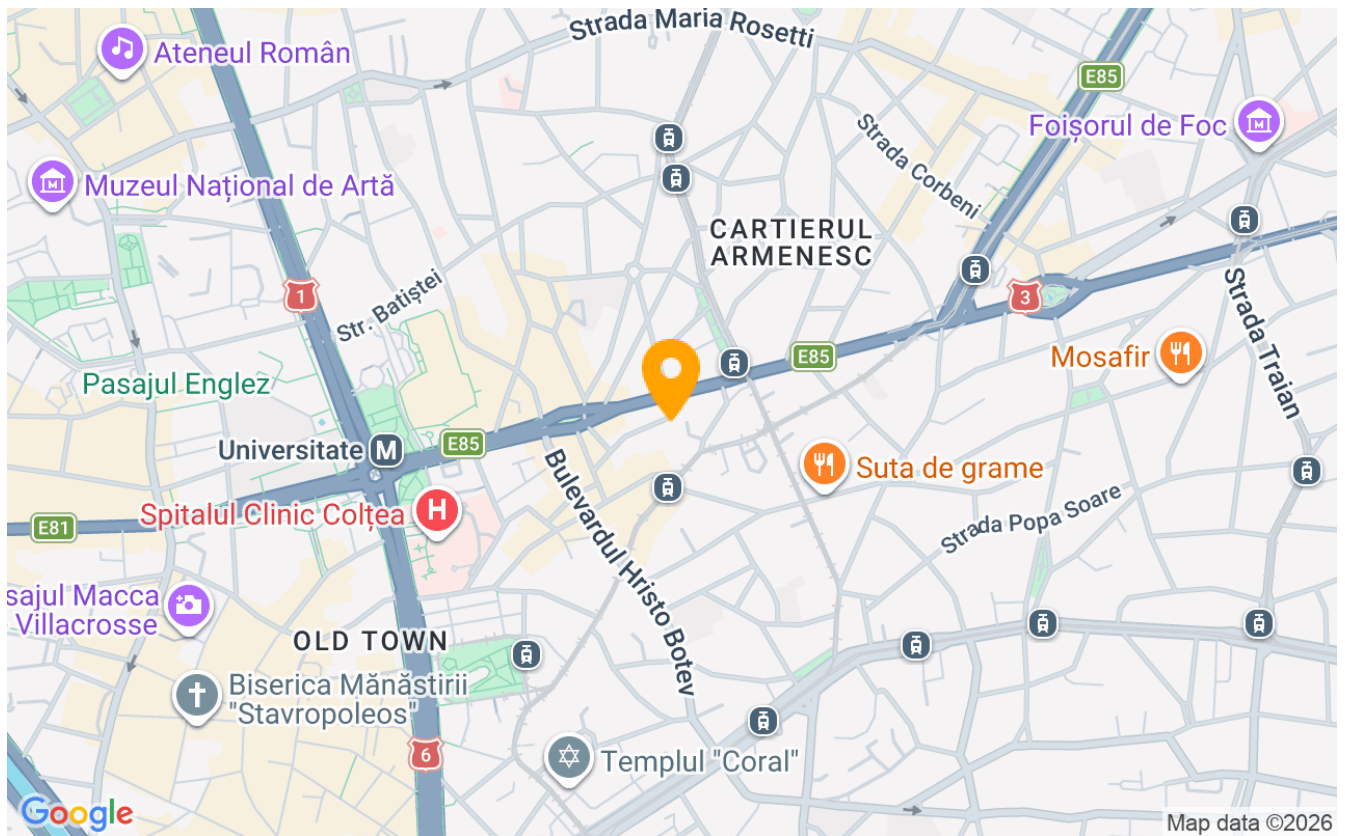 Strada Maria Rosetti
Ateneul Român
E85
Foișorul de Foc
Strada Corbeni
Muzeul Național de Artă
CARTIERUL
ARMENESC
1
Str. Batiștei
3
Strada Traian
E85
Mosafir
Pasajul Englez
Universitate
M
E85
Suta de grame
Bulevardul Hristo Botev
Spitalul Clinic Colțea
H
E81
Strada Popa Soare
sajul Macca
Villacrosse
OLD TOWN
Biserica Mănăstirii
"Stavropoleos"
6
Templul "Coral"
Google
Map data ©2026